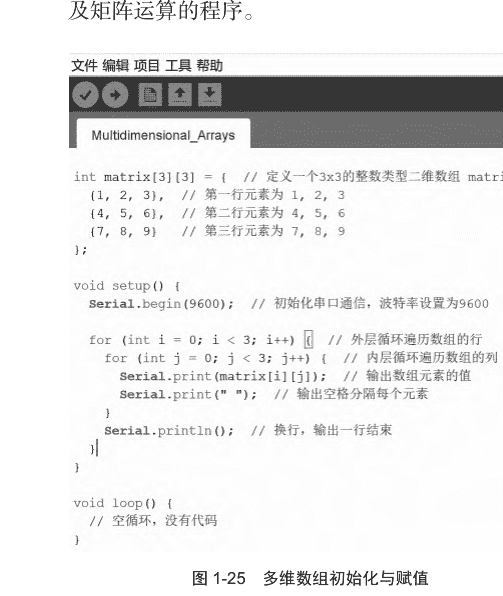 及矩阵运算的程序。
文件 编辑 项目 工具 帮助
Multidimensional_Arrays
int matrix[3][3] = {  // 定义一个3x3的整数类型二维数组 matri
  {1, 2, 3},  // 第一行元素为 1, 2, 3
  {4, 5, 6},  // 第二行元素为 4, 5, 6
  {7, 8, 9}   // 第三行元素为 7, 8, 9
};
void setup() {
  Serial.begin(9600);  // 初始化串口通信，波特率设置为9600
  for (int i = 0; i < 3; i++) {  // 外层循环遍历数组的行
    for (int j = 0; j < 3; j++) {  // 内层循环遍历数组的列
      Serial.print(matrix[i][j]);  // 输出数组元素的值
      Serial.print(" ");  // 输出空格分隔每个元素
    }
    Serial.println();  // 换行，输出一行结束
  }
}
void loop() {
  // 空循环，没有代码
}
图 1-25 多维数组初始化与赋值